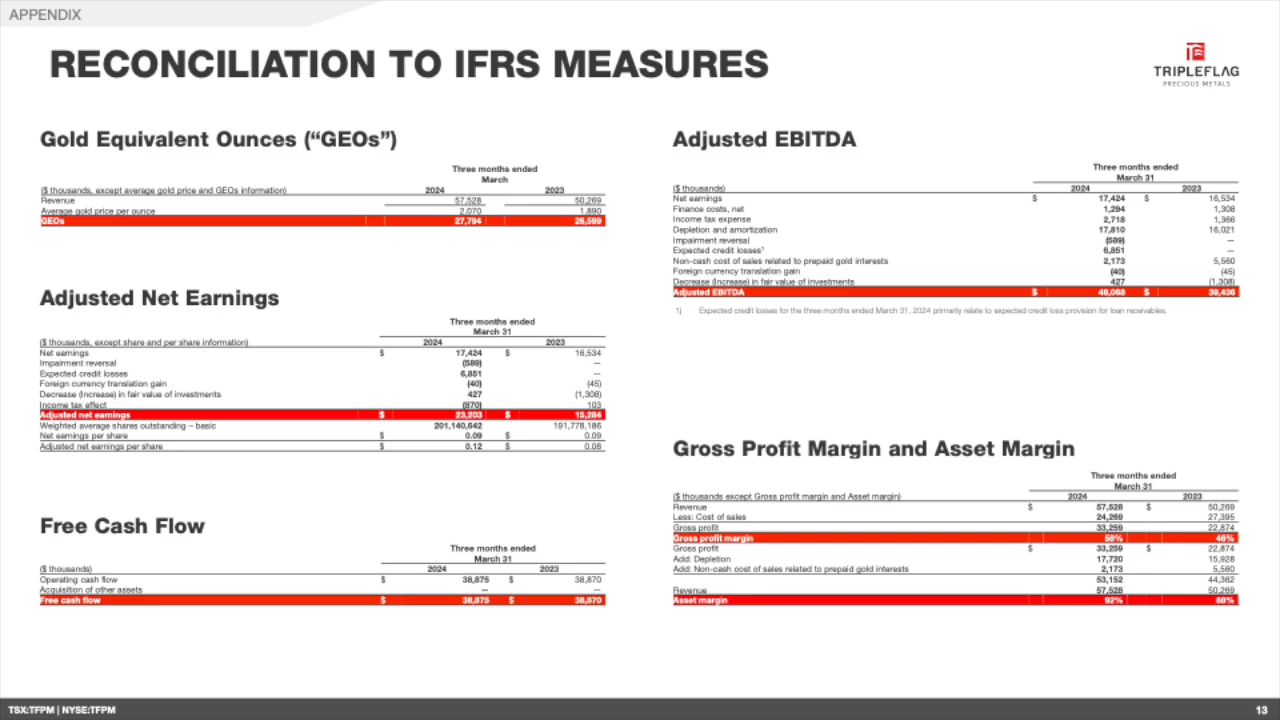 APPENDIX
RECONCILIATION TO IFRS MEASURES
TRIPLEFLAG
PRECIOUS METALS
Gold Equivalent Ounces (“GEOs”)
Three months ended
March
($ thousands, except average gold price and GEOs information) 2024 2023
Revenue 57,528 50,269
Average gold price per ounce 2,070 1,890
GEOs 27,794 26,599
Adjusted Net Earnings
Three months ended
March 31
($ thousands, except share and per share information) 2024 2023
Net earnings $ 17,424 $ 16,534
Impairment reversal (589) —
Expected credit losses 6,851 —
Foreign currency translation gain (40) (45)
Decrease (Increase) in fair value of investments 427 (1,308)
Income tax effect (870) 103
Adjusted net earnings $ 23,203 $ 15,284
Weighted average shares outstanding – basic 201,140,642 191,778,186
Net earnings per share $ 0.09 $ 0.09
Adjusted net earnings per share $ 0.12 $ 0.08
Free Cash Flow
Three months ended
March 31
($ thousands) 2024 2023
Operating cash flow $ 38,875 $ 38,870
Acquisition of other assets — —
Free cash flow $ 38,875 $ 38,870
Adjusted EBITDA
Three months ended
March 31
($ thousands) 2024 2023
Net earnings $ 17,424 $ 16,534
Finance costs, net 1,294 1,308
Income tax expense 2,718 1,366
Depletion and amortization 17,810 16,021
Impairment reversal (589) —
Expected credit losses¹ 6,851 —
Non-cash cost of sales related to prepaid gold interests 2,173 5,560
Foreign currency translation gain (40) (45)
Decrease (Increase) in fair value of investments 427 (1,308)
Adjusted EBITDA $ 48,068 $ 39,436
1) Expected credit losses for the three months ended March 31, 2024 primarily relate to expected credit loss provision for loan receivables.
Gross Profit Margin and Asset Margin
Three months ended
March 31
($ thousands except Gross profit margin and Asset margin) 2024 2023
Revenue $ 57,528 $ 50,269
Less: Cost of sales 24,269 27,395
Gross profit 33,259 22,874
Gross profit margin 58% 46%
Gross profit $ 33,259 $ 22,874
Add: Depletion 17,720 15,928
Add: Non-cash cost of sales related to prepaid gold interests 2,173 5,560
53,152 44,362
Revenue 57,528 50,269
Asset margin 92% 88%
TSX:TFPM | NYSE:TFPM
13